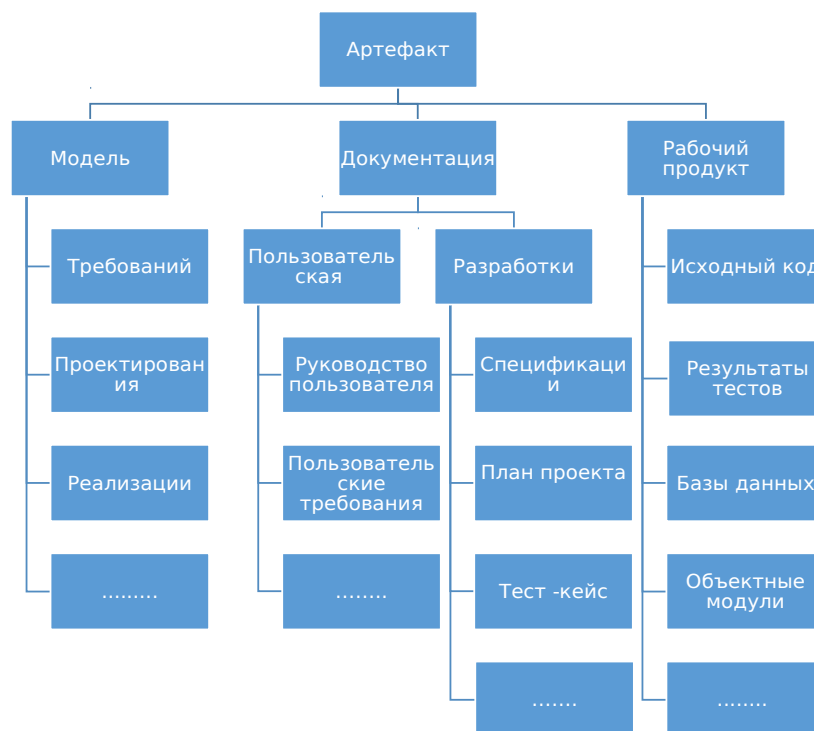 Артефакт
Модель
Документация
Рабочий
продукт
Требований
Пользователь
ская
Разработки
Исходный код
Проектирован
ия
Руководство
пользователя
Спецификаци
и
Результаты
тестов
Реализации
Пользователь
ские
требования
План проекта
Базы данных
.........
........
Тест -кейс
Объектные
модули
.......
........